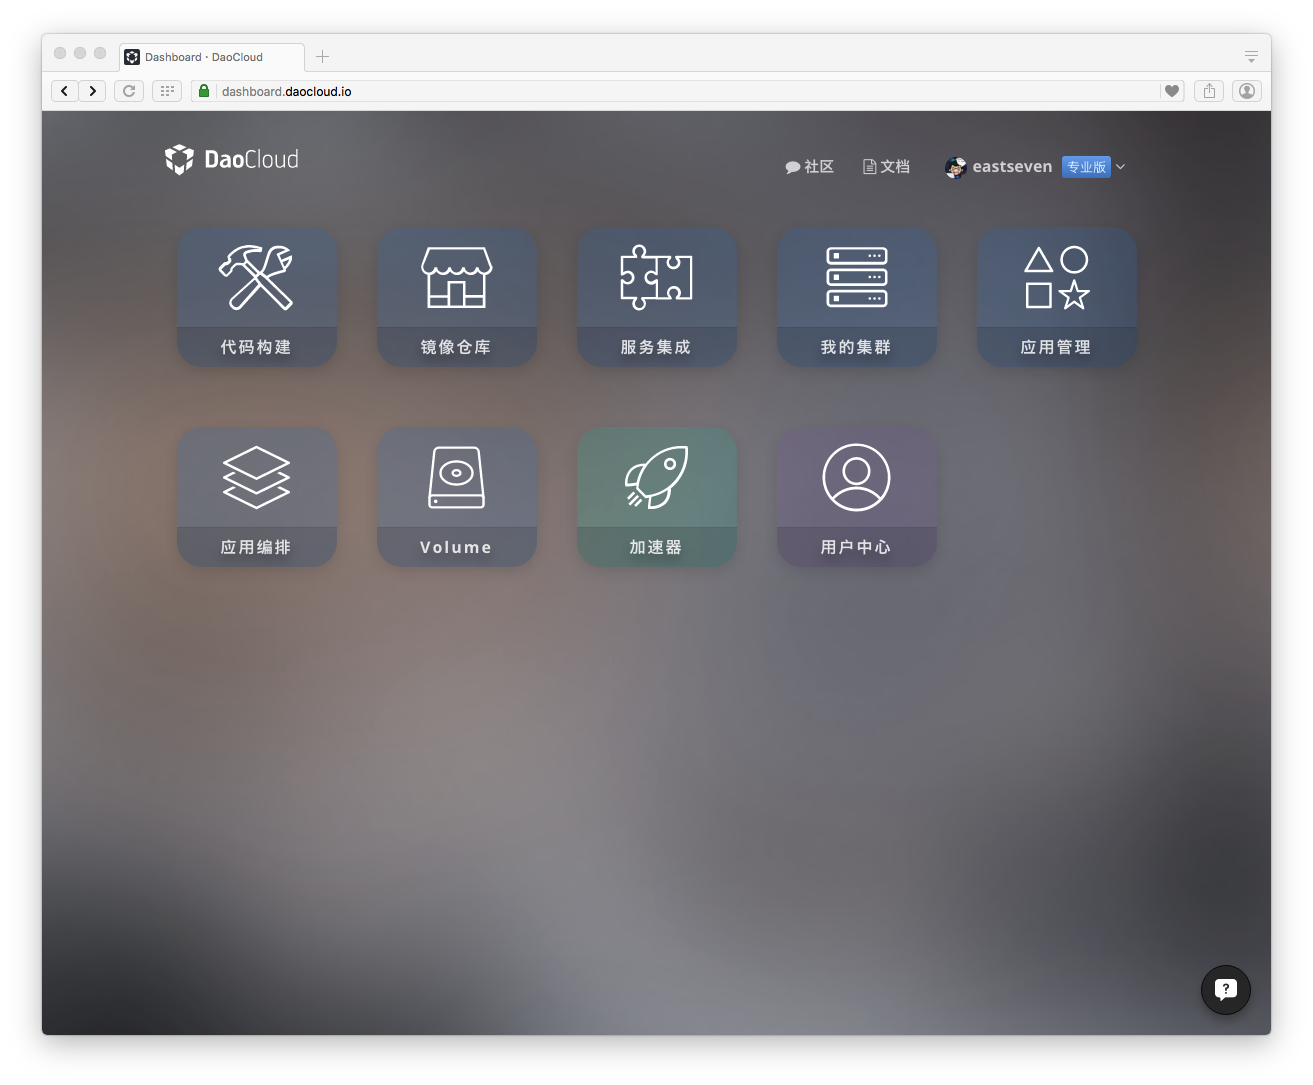 Dashboard · DaoCloud
dashboard.daocloud.io
DaoCloud
社区 文档 eastseven 专业版
代码构建 镜像仓库 服务集成 我的集群 应用管理
应用编排 Volume 加速器 用户中心
?